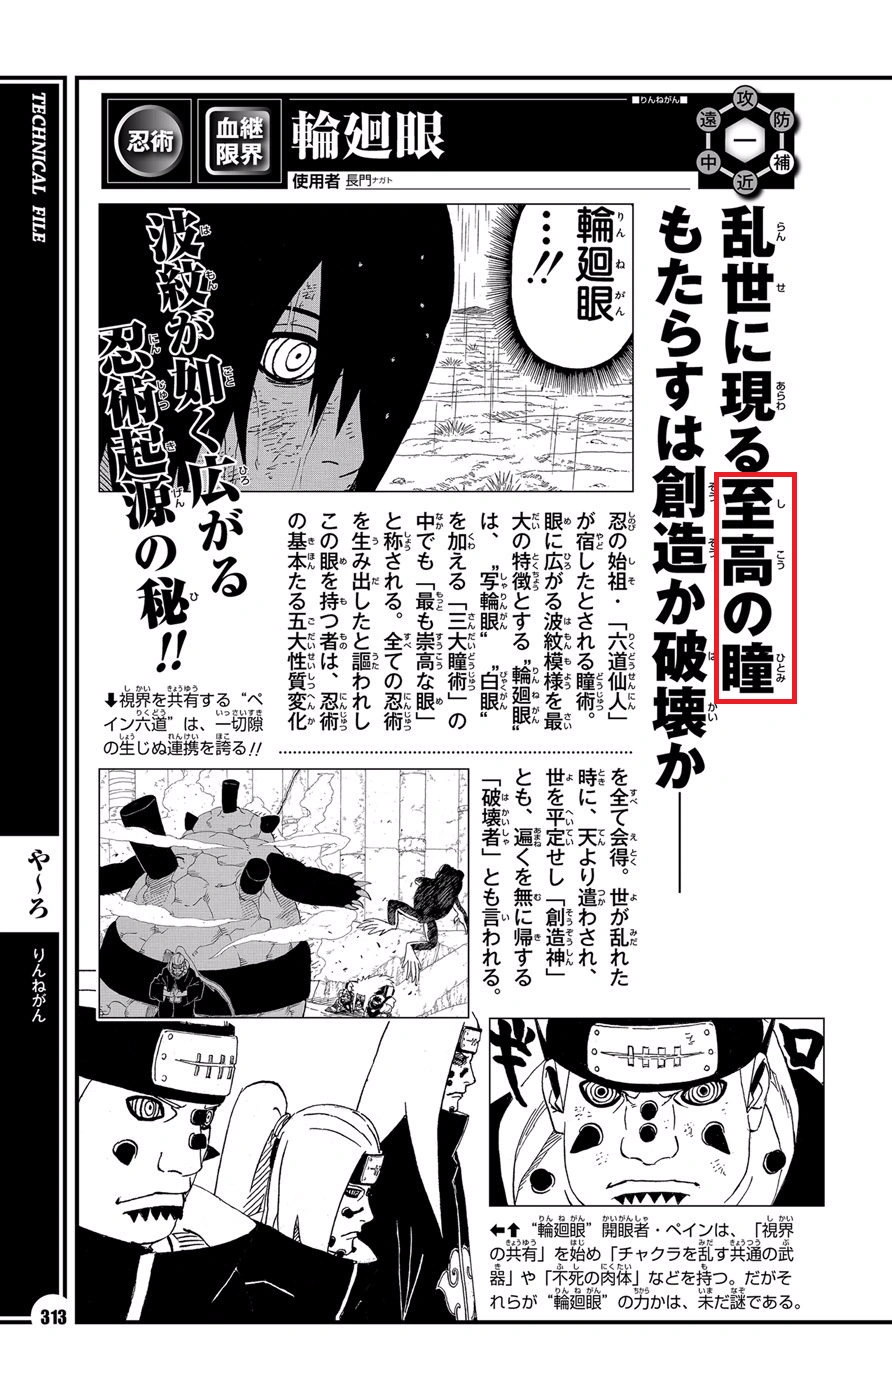 TECHNICAL FILE
忍術
血継
限界
輪廻眼
■りんねがん■
使用者 長門ナガト
攻
防
補
近
中
遠
一
乱世に現る至高の瞳
もたらすは創造か破壊か――
輪廻眼
…!!
波紋が如く広がる
忍術起源の秘!!
忍の始祖・「六道仙人」
が宿したとされる瞳術。
眼に広がる波紋模様を最
大の特徴とする〝輪廻眼〟
は、〝写輪眼〟〝白眼〟
を加える「三大瞳術」の
中でも「最も崇高な眼」
と称される。全ての忍術
を生み出したと謳われし
この眼を持つ者は、忍術
の基本たる五大性質変化
を全て会得。世が乱れた
時に、天より遣わされ、
世を平定せし「創造神」
とも、遍くを無に帰する
「破壊者」とも言われる。
⬇視界を共有する“ペ
イン六道”は、一切隙
の生じぬ連携を誇る!!
ギ
ロ
⬅⬆“輪廻眼”開眼者・ペインは、「視界
の共有」を始め「チャクラを乱す共通の武
器」や「不死の肉体」などを持つ。だがそ
れらが“輪廻眼”の力かは、未だ謎である。
や〜ろ
りんねがん
313